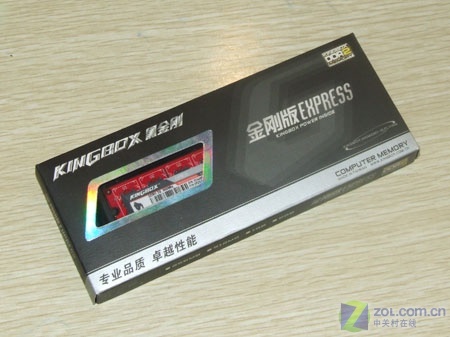 KINGBOX 黑金刚
金刚版EXPRESS
KINGBOX POWER INSIDE
DDR2
COMPUTER MEMORY
KINGBOX
专业品质 卓越性能
ZOL.COM.CN
中关村在线